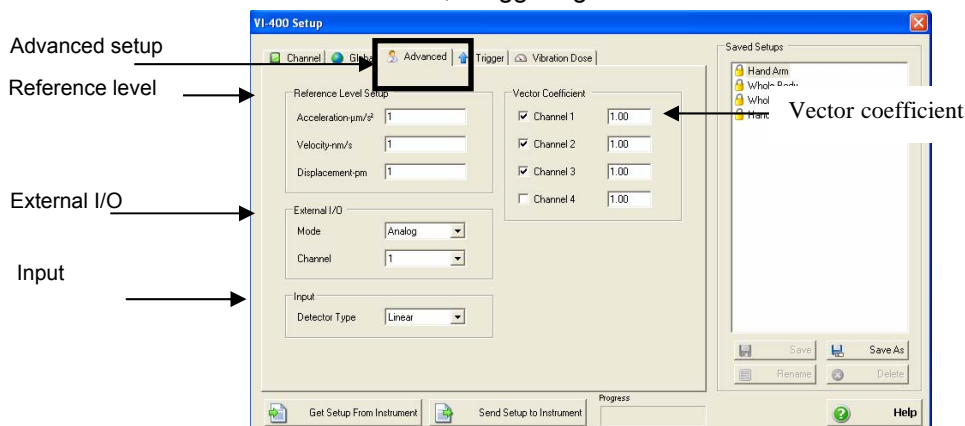 VI-400 Setup
Advanced setup
Channel
Advanced
Trigger
Vibration Dose
Saved Setups
Hand Arm
Reference level
Reference Level Setup
Acceleration-µm/s² 1
Velocity-nm/s 1
Displacement-pm 1
Vector Coefficient
Channel 1 1.00
Channel 2 1.00
Channel 3 1.00
Channel 4 1.00
Vector coefficient
External I/O
External I/O
Mode Analog
Channel 1
Input
Input
Detector Type Linear
Save
Save As
Rename
Delete
Get Setup From Instrument
Send Setup to Instrument
Progress
Help